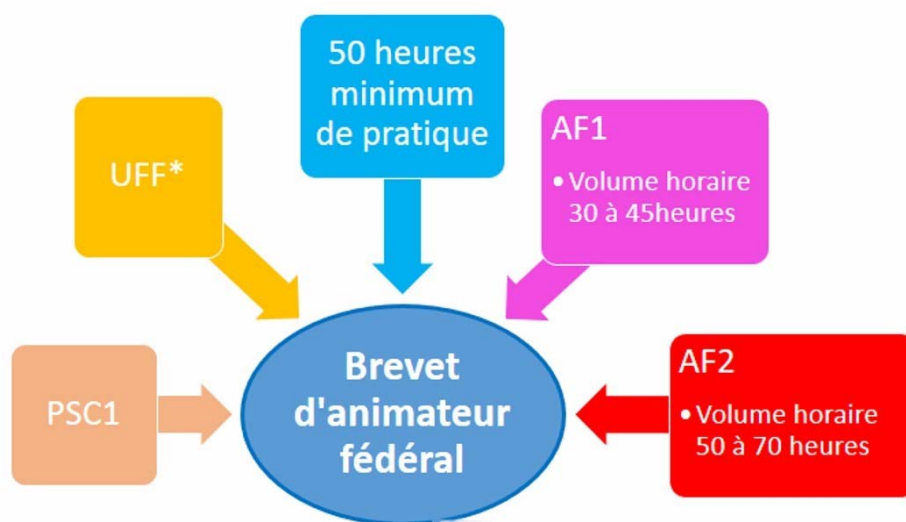 50 heures
minimum
de pratique
UFF*
AF1
• Volume horaire
30 à 45heures
PSC1
Brevet
d'animateur
fédéral
AF2
• Volume horaire
50 à 70 heures